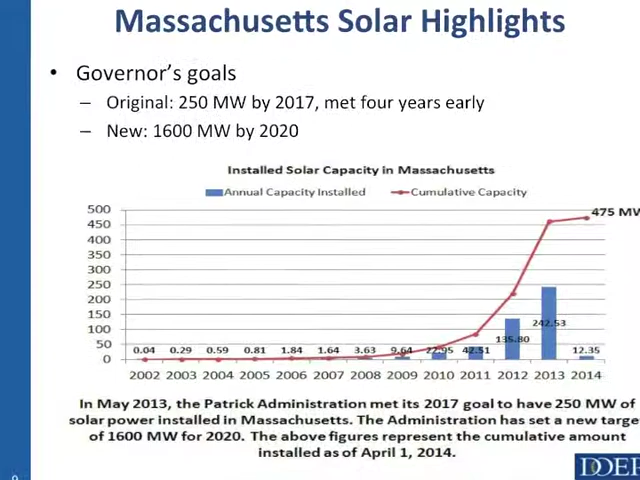 Massachusetts Solar Highlights
• Governor's goals
– Original: 250 MW by 2017, met four years early
– New: 1600 MW by 2020
Installed Solar Capacity in Massachusetts
Annual Capacity Installed Cumulative Capacity
500
450
400
350
300
250
200
150
100
50
0
475 MW
0.04 0.29 0.59 0.81 1.84 1.64 3.63 9.64 22.95 42.51 135.80 242.53 12.35
2002 2003 2004 2005 2006 2007 2008 2009 2010 2011 2012 2013 2014
In May 2013, the Patrick Administration met its 2017 goal to have 250 MW of
solar power installed in Massachusetts. The Administration has set a new target
of 1600 MW for 2020. The above figures represent the cumulative amount
installed as of April 1, 2014.
DOER